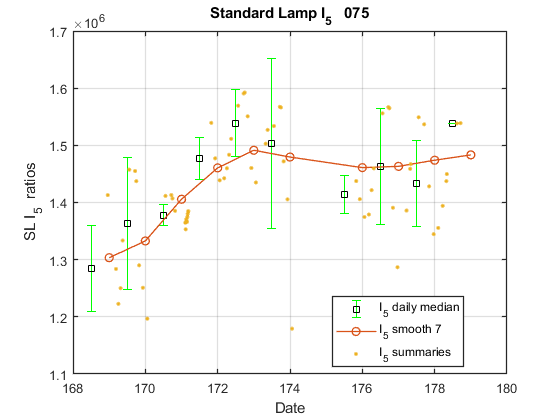 Standard Lamp I5 075
×10^6
1.7
1.6
1.5
1.4
1.3
1.2
1.1
SL I5 ratios
168 170 172 174 176 178 180
Date
I5 daily median
I5 smooth 7
I5 summaries